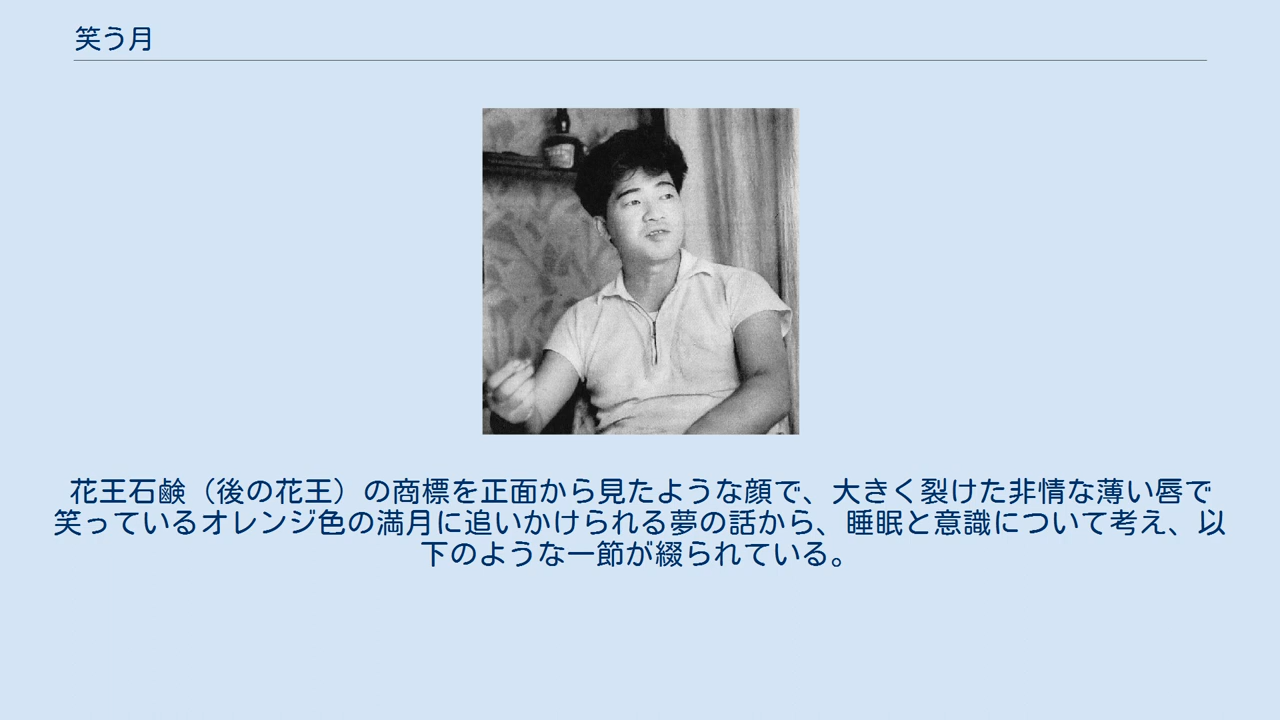 笑う月
花王石鹸（後の花王）の商標を正面から見たような顔で、大きく裂けた非情な薄い唇で
笑っているオレンジ色の満月に追いかけられる夢の話から、睡眠と意識について考え、以
下のような一節が綴られている。